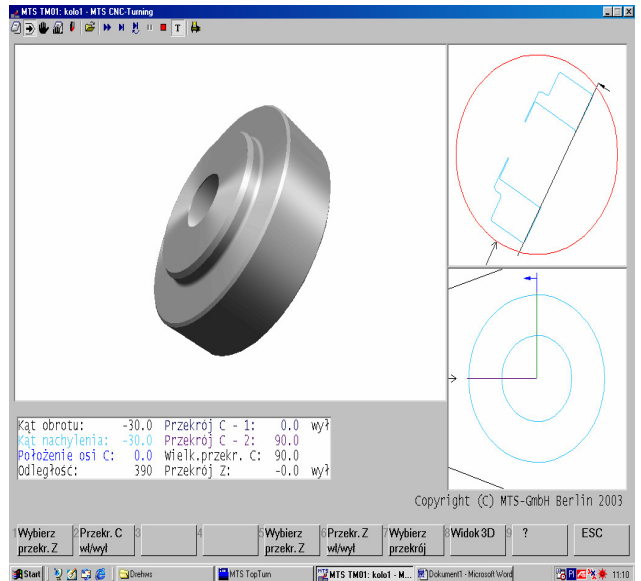 MTS TM01: kolo1 - MTS CNC-Turning
T
Kąt obrotu: -30.0 Przekrój C - 1: 0.0 wył
Kąt nachylenia: -30.0 Przekrój C - 2: 90.0
Położenie osi C: 0.0 Wielk.przekr. C: 90.0
Odległość: 390 Przekrój Z: -0.0 wył
Copyright (C) MTS-GmbH Berlin 2003
1 Wybierz przekr. Z 2 Przekr. C wł/wył 3 4 5 Wybierz przekr. Z 6 Przekr. Z wł/wył 7 Wybierz przekrój 8 Widok 3D 9 ? ESC
Start Drehws MTS TopTurn MTS TM01: kolo1 - M... Dokument1 - Microsoft Word 11:10